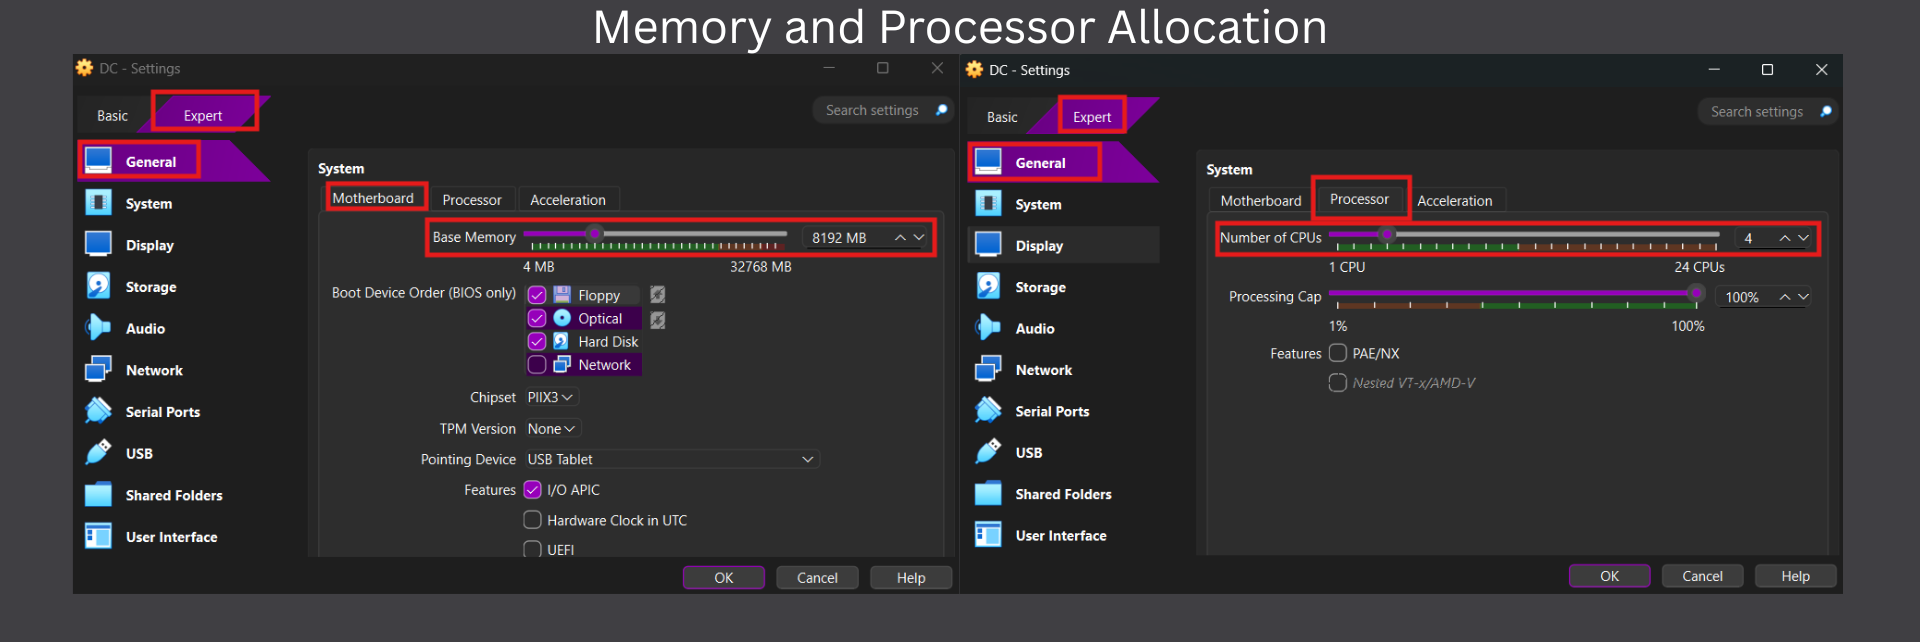 Memory and Processor Allocation
DC - Settings
Basic
Expert
Search settings
General
System
Display
Storage
Audio
Network
Serial Ports
USB
Shared Folders
User Interface
System
Motherboard
Processor
Acceleration
Base Memory
8192 MB
4 MB
32768 MB
Boot Device Order (BIOS only)
Floppy
Optical
Hard Disk
Network
Chipset
PIIX3
TPM Version
None
Pointing Device
USB Tablet
Features
I/O APIC
Hardware Clock in UTC
UEFI
OK
Cancel
Help
DC - Settings
Basic
Expert
Search settings
General
System
Display
Storage
Audio
Network
Serial Ports
USB
Shared Folders
User Interface
System
Motherboard
Processor
Acceleration
Number of CPUs
4
1 CPU
24 CPUs
Processing Cap
100%
1%
100%
Features
PAE/NX
Nested VT-x/AMD-V
OK
Cancel
Help